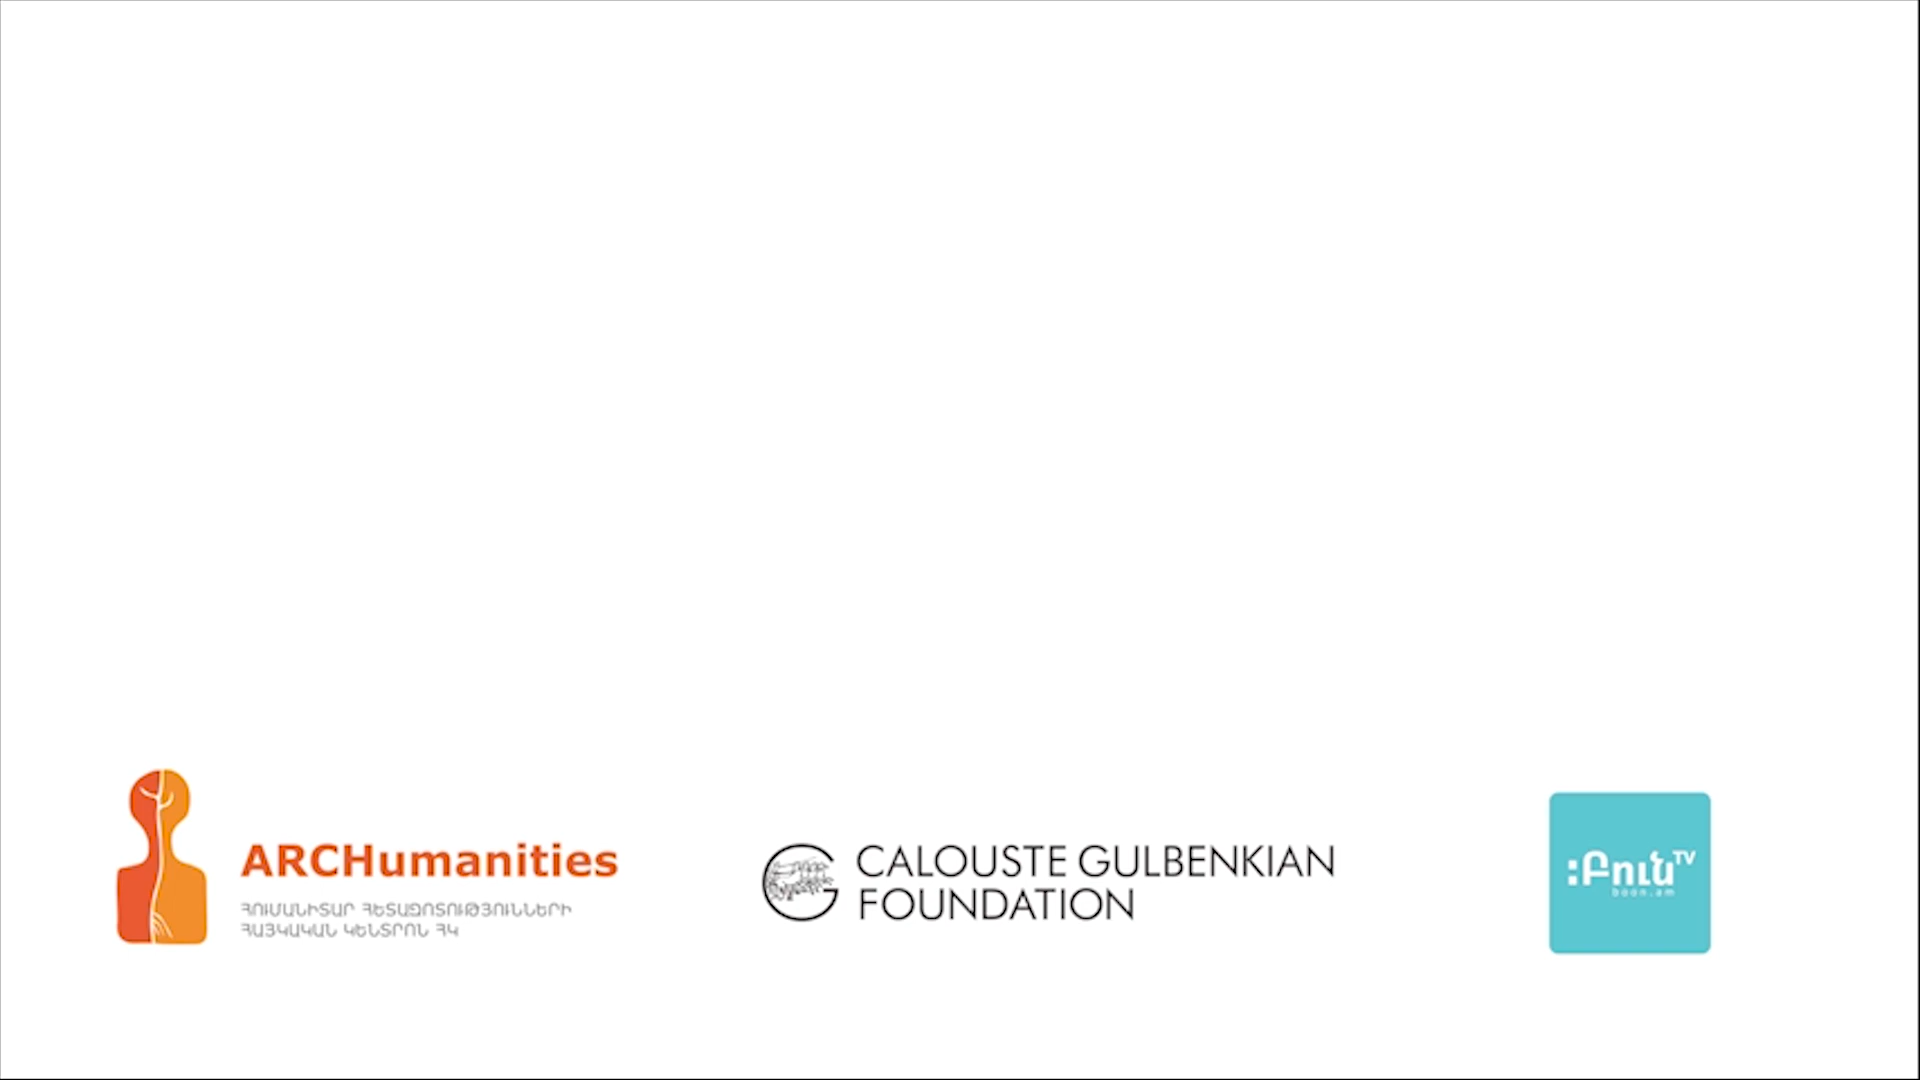 ARCHumanities
ՀՈՒՄԱՆԻՏԱՐ ՀԵՏԱԶՈՏՈՒԹՅՈՒՆՆԵՐԻ
ՀԱՅԿԱԿԱՆ ԿԵՆՏՐՈՆ ՀԿ
CALOUSTE GULBENKIAN
FOUNDATION
:Բուն TV
boon.am